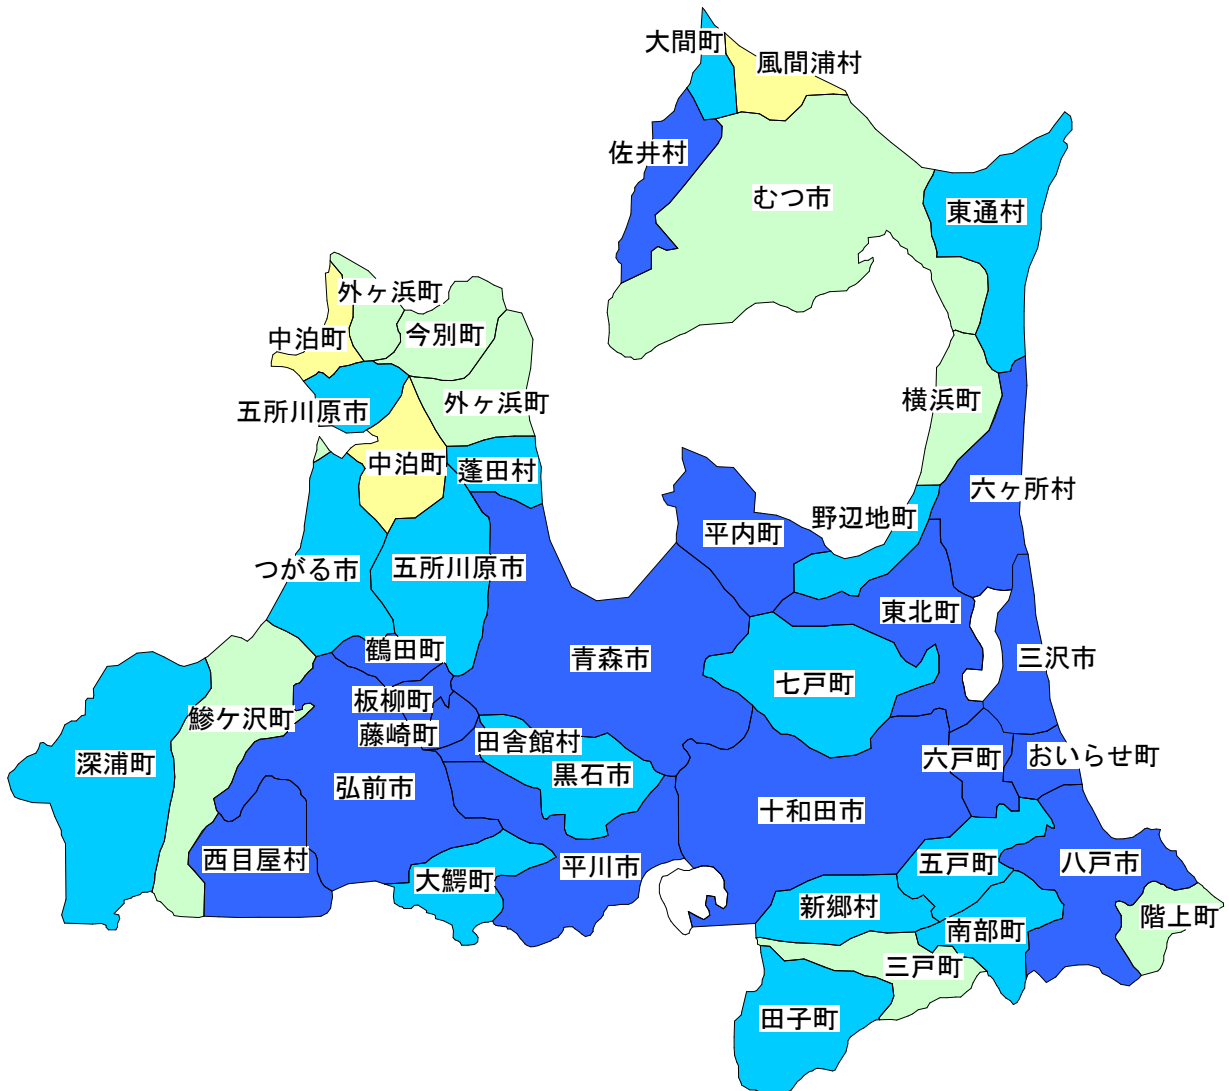 大間町
風間浦村
佐井村
むつ市
東通村
外ヶ浜町
中泊町
今別町
五所川原市
外ヶ浜町
横浜町
中泊町
蓬田村
六ヶ所村
野辺地町
平内町
つがる市
五所川原市
東北町
鶴田町
青森市
三沢市
七戸町
板柳町
鰺ケ沢町
藤崎町
田舎館村
六戸町
おいらせ町
深浦町
黒石市
弘前市
十和田市
西目屋村
平川市
五戸町
八戸市
大鰐町
新郷村
階上町
南部町
三戸町
田子町